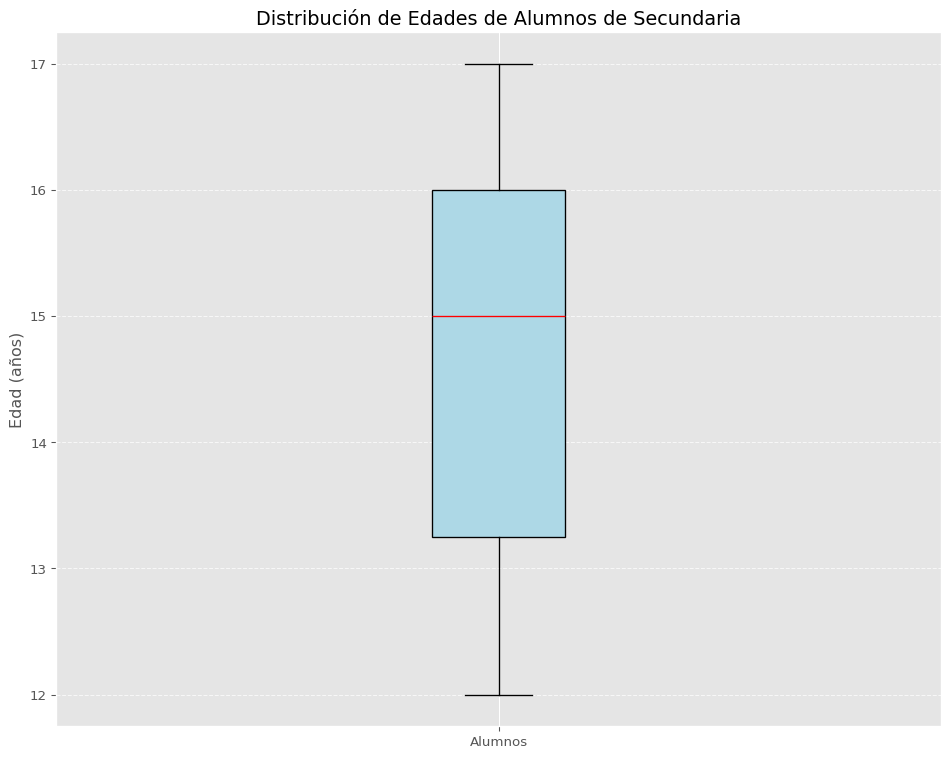 Distribución de Edades de Alumnos de Secundaria
17
16
15
14
13
12
Edad (años)
Alumnos